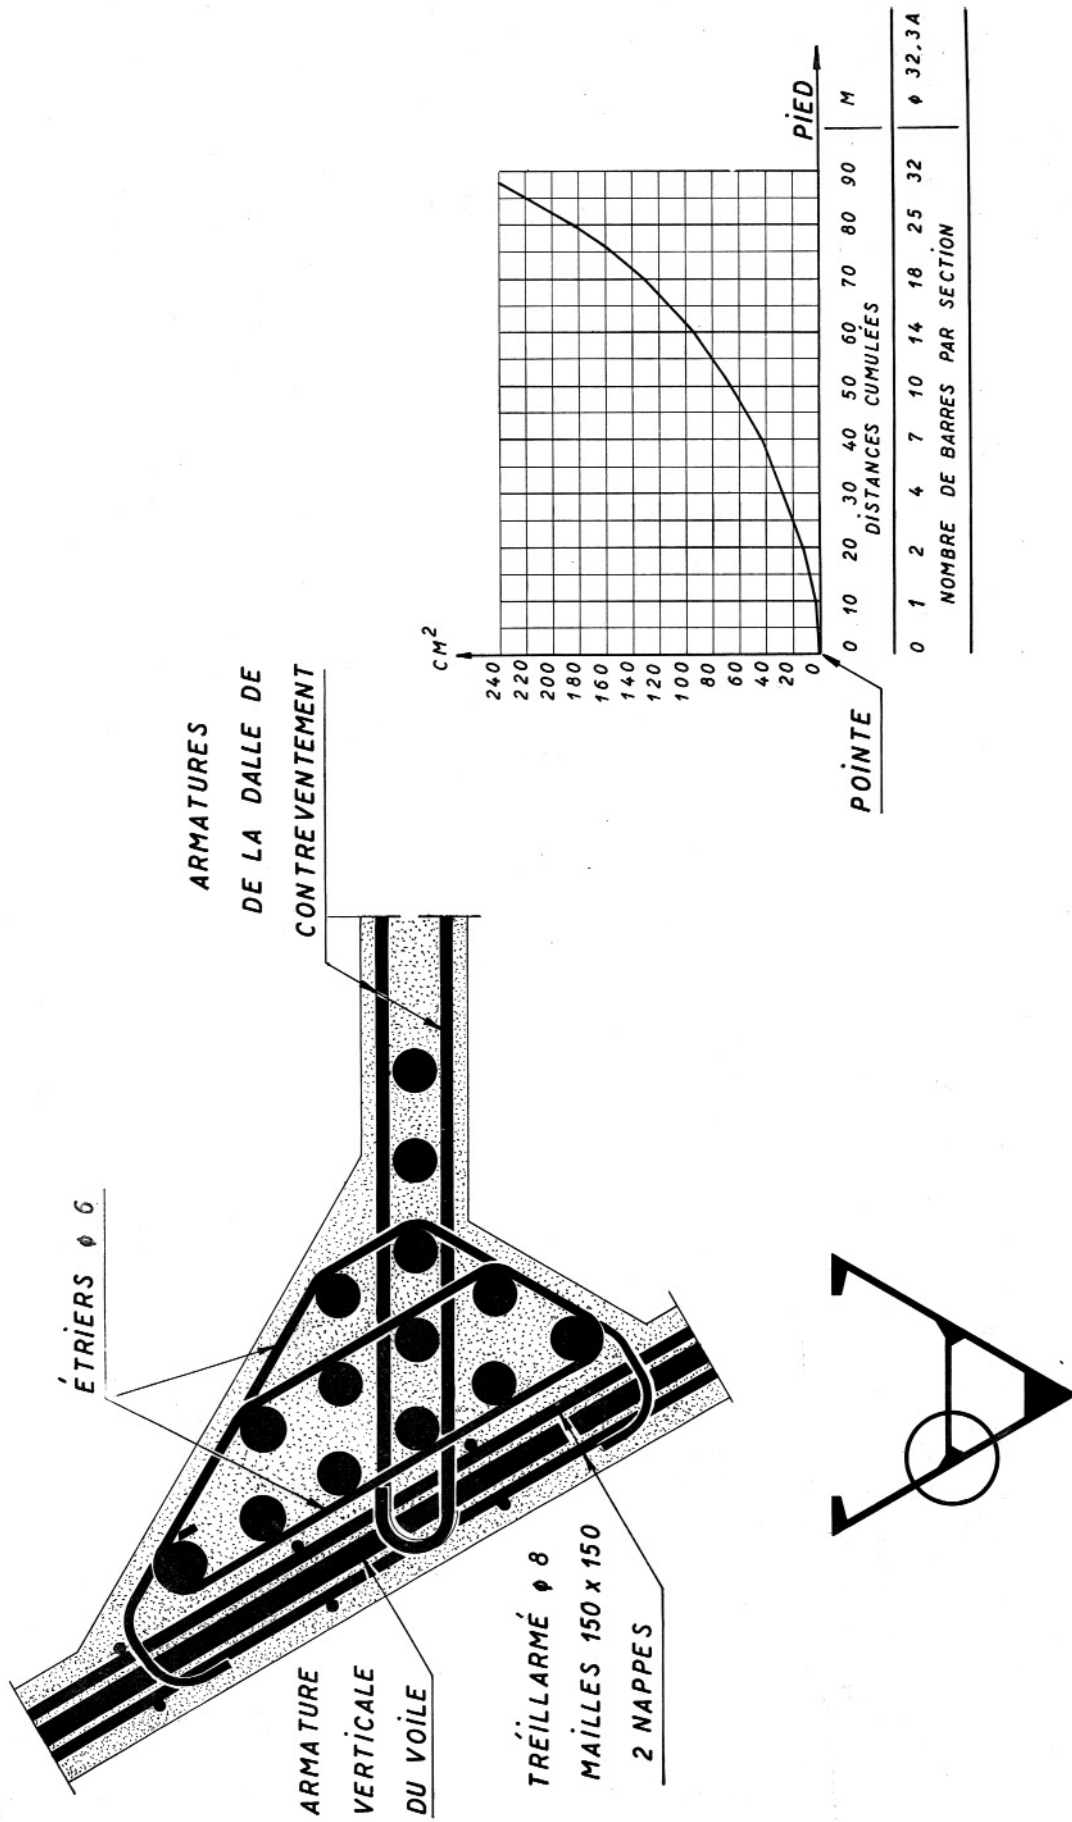 ÉTRIERS φ 6
ARMATURES
DE LA DALLE DE
CONTREVENTEMENT
ARMATURE
VERTICALE
DU VOILE
TRÉILLARMÉ φ 8
MAILLES 150 x 150
2 NAPPES
CM²
240
220
200
180
160
140
120
100
80
60
40
20
0
POINTE
PIED
0 10 20 30 40 50 60 70 80 90 M
DISTANCES CUMULÉES
0 1 2 4 7 10 14 18 25 32 φ 32.3A
NOMBRE DE BARRES PAR SECTION